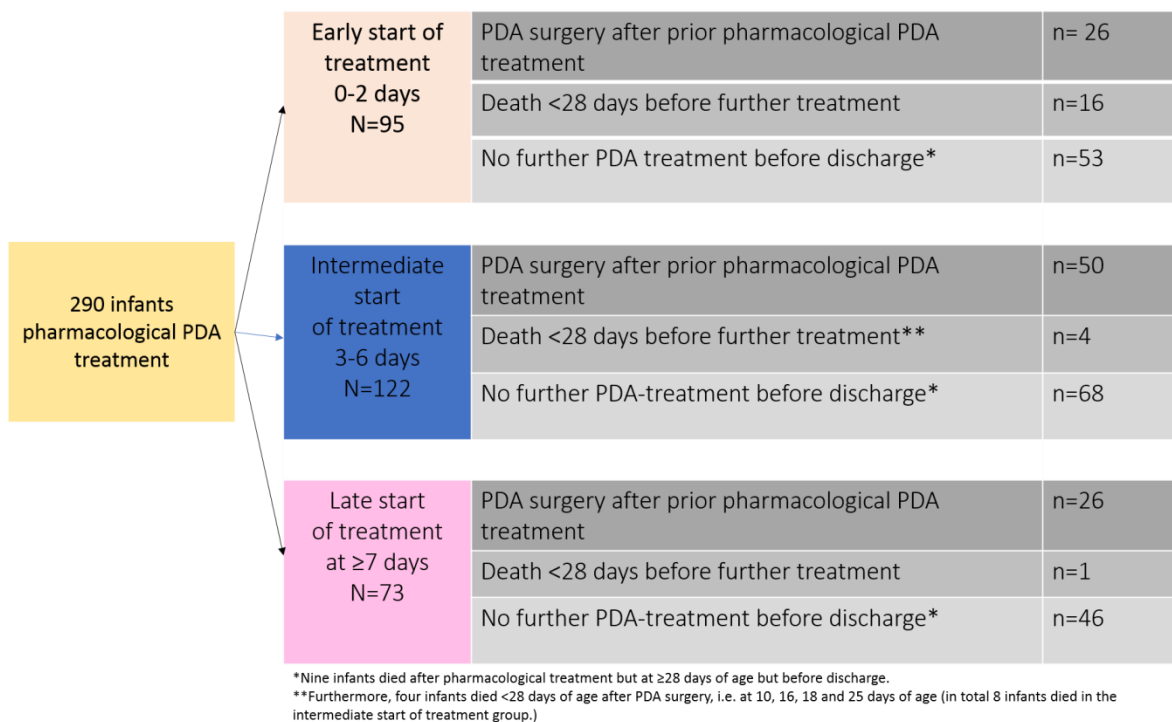 290 infants
pharmacological PDA
treatment
Early start of
treatment
0-2 days
N=95
PDA surgery after prior pharmacological PDA
treatment
n= 26
Death <28 days before further treatment
n=16
No further PDA treatment before discharge*
n=53
Intermediate
start
of treatment
3-6 days
N=122
PDA surgery after prior pharmacological PDA
treatment
n=50
Death <28 days before further treatment**
n=4
No further PDA-treatment before discharge*
n=68
Late start
of treatment
at ≥7 days
N=73
PDA surgery after prior pharmacological PDA
treatment
n=26
Death <28 days before further treatment
n=1
No further PDA-treatment before discharge*
n=46
*Nine infants died after pharmacological treatment but at ≥28 days of age but before discharge.
**Furthermore, four infants died <28 days of age after PDA surgery, i.e. at 10, 16, 18 and 25 days of age (in total 8 infants died in the
intermediate start of treatment group.)